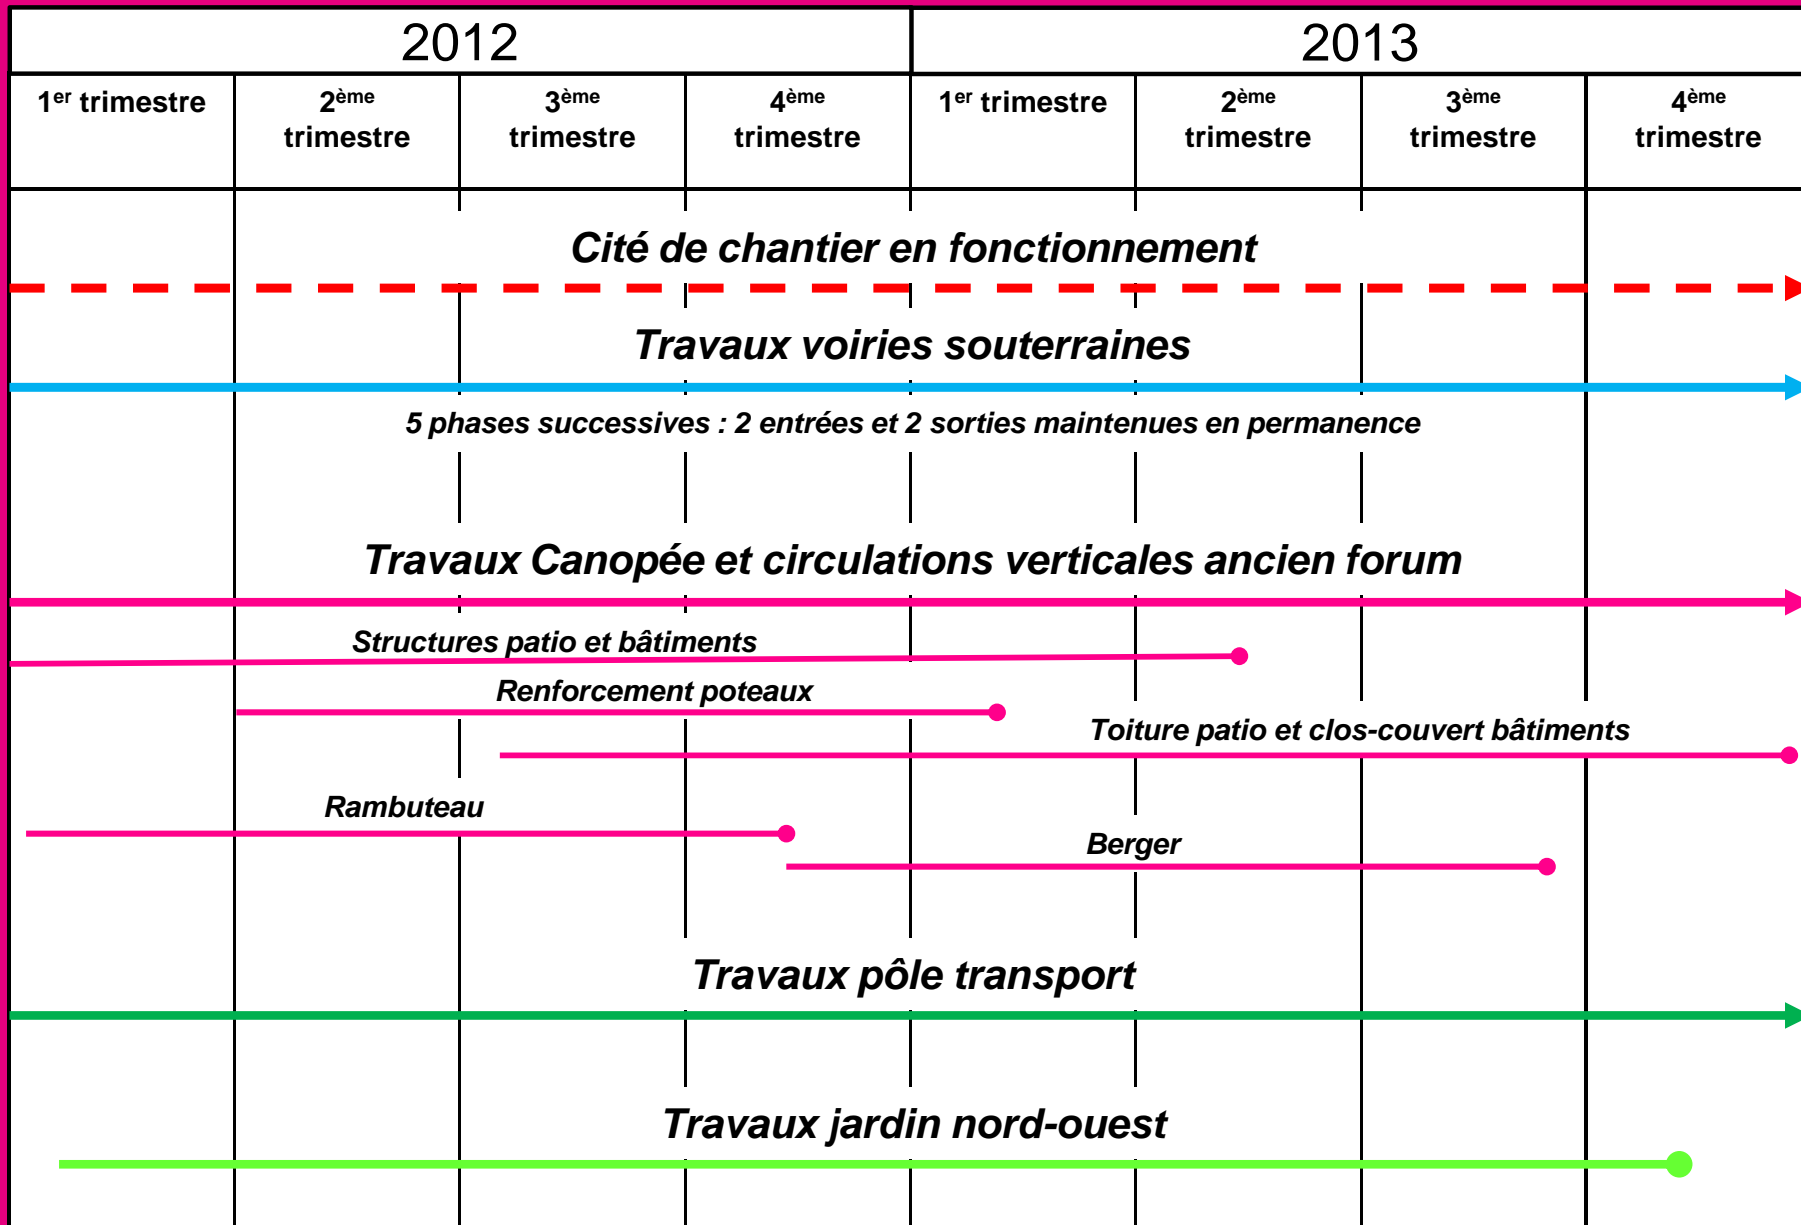 2012
2013
1er trimestre
2ème
trimestre
3ème
trimestre
4ème
trimestre
1er trimestre
2ème
trimestre
3ème
trimestre
4ème
trimestre
Cité de chantier en fonctionnement
Travaux voiries souterraines
5 phases successives : 2 entrées et 2 sorties maintenues en permanence
Travaux Canopée et circulations verticales ancien forum
Structures patio et bâtiments
Renforcement poteaux
Toiture patio et clos-couvert bâtiments
Rambuteau
Berger
Travaux pôle transport
Travaux jardin nord-ouest